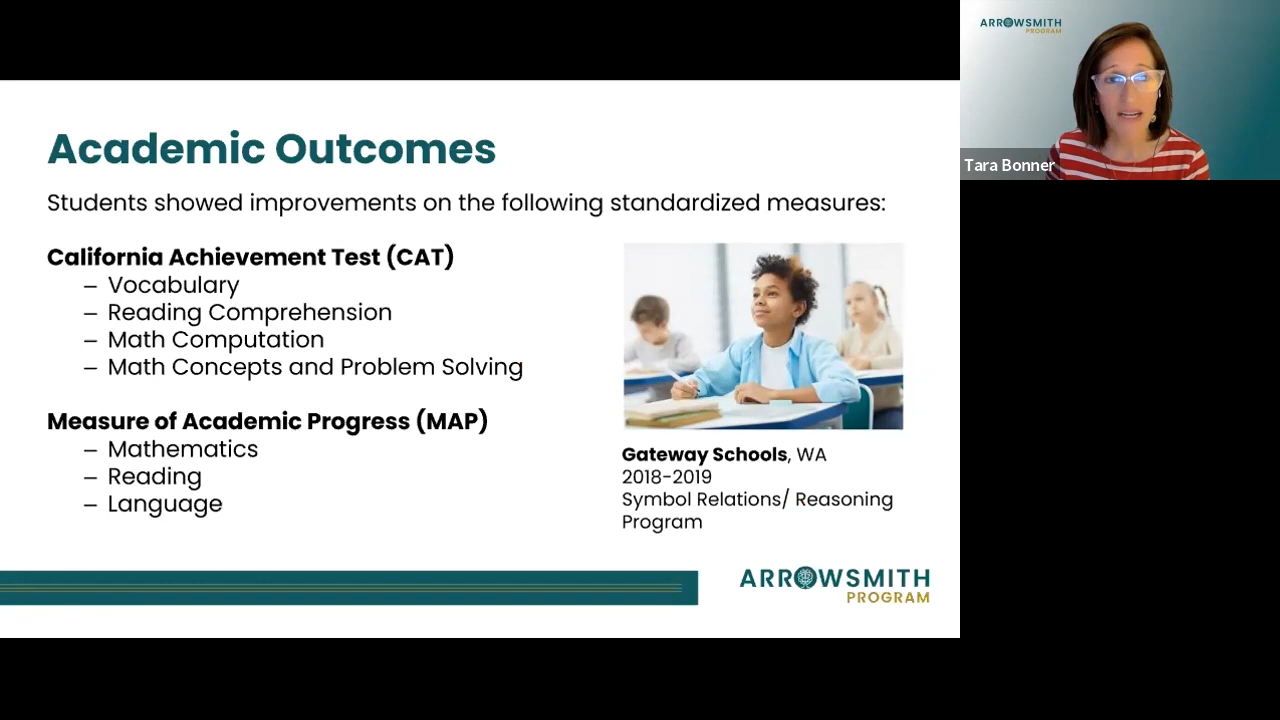 Academic Outcomes
Students showed improvements on the following standardized measures:
California Achievement Test (CAT)
– Vocabulary
– Reading Comprehension
– Math Computation
– Math Concepts and Problem Solving
Measure of Academic Progress (MAP)
– Mathematics
– Reading
– Language
Gateway Schools, WA
2018-2019
Symbol Relations/ Reasoning
Program
ARROWSMITH
PROGRAM
ARROWSMITH
PROGRAM
Tara Bonner